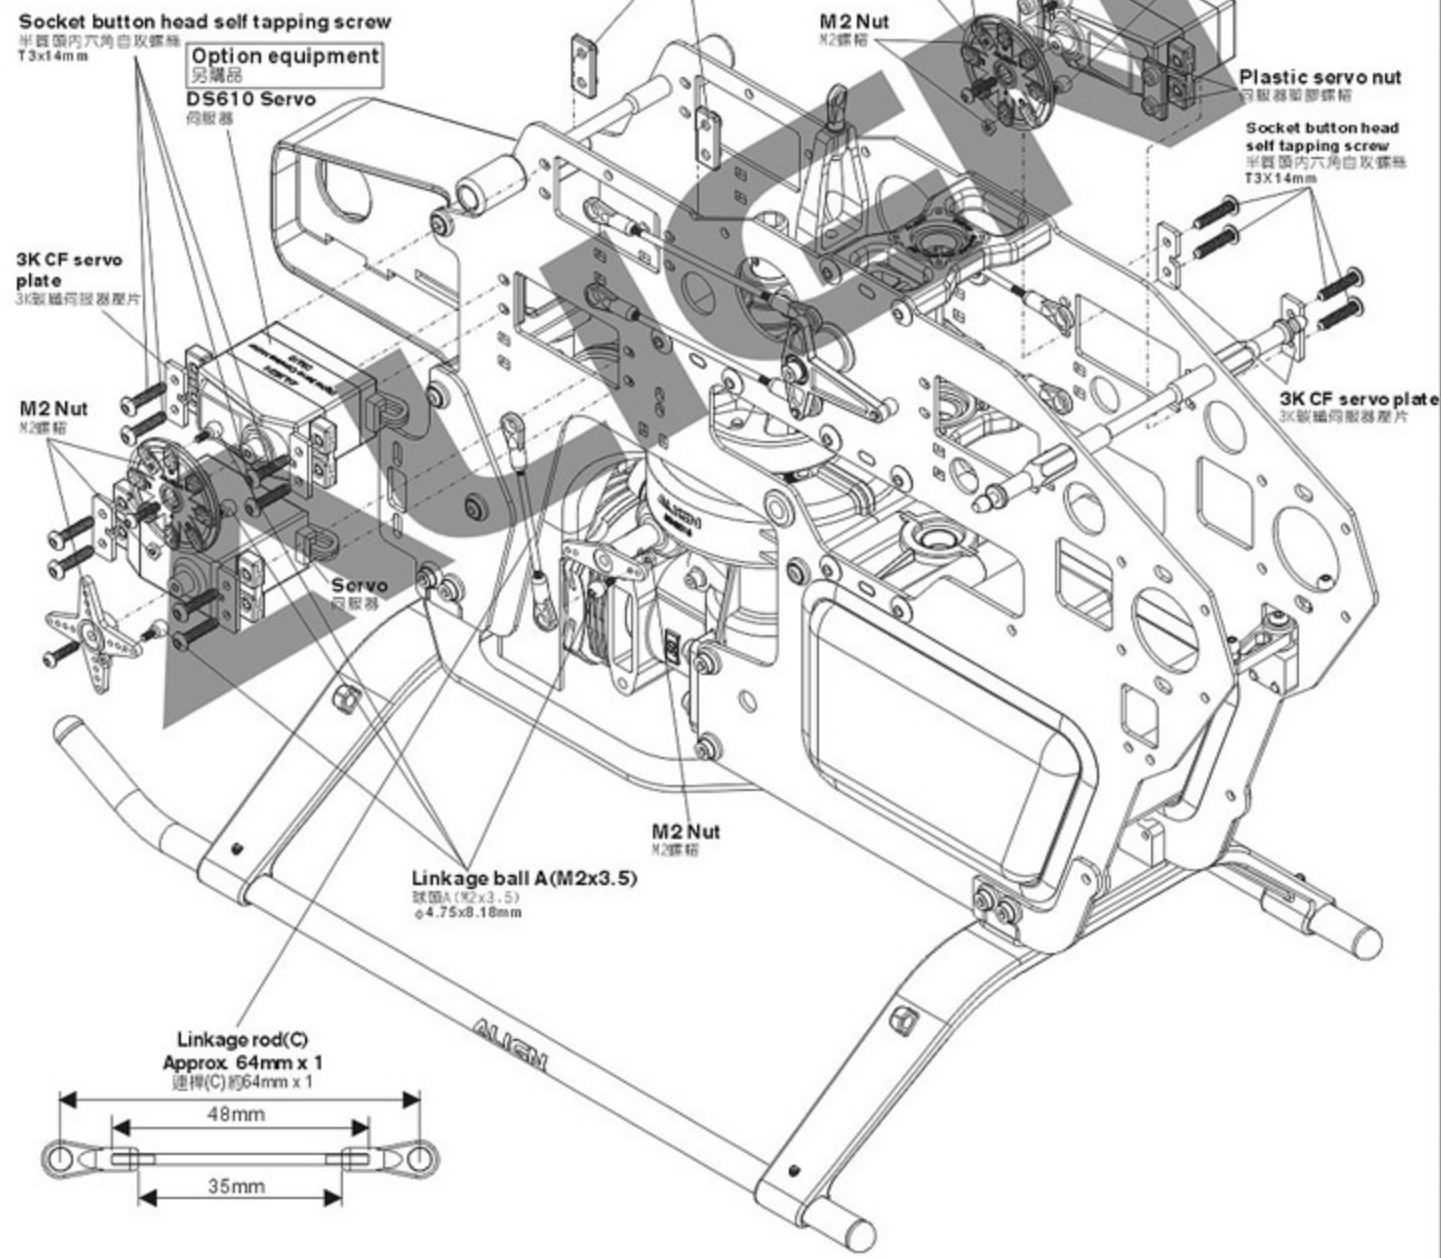 Socket button head self tapping screw
半圓頭內六角自攻螺絲
T3x14mm
Option equipment
另購品
DS610 Servo
伺服器
M2 Nut
M2螺帽
Plastic servo nut
伺服器塑膠螺帽
Socket button head
self tapping screw
半圓頭內六角自攻螺絲
T3X14mm
3K CF servo
plate
3K碳纖伺服器壓片
M2 Nut
M2螺帽
3K CF servo plate
3K碳纖伺服器壓片
ALIGN
Servo
伺服器
M2 Nut
M2螺帽
Linkage ball A(M2x3.5)
球頭A(M2x3.5)
φ4.75x8.18mm
Linkage rod(C)
Approx. 64mm x 1
連桿(C)約64mm x 1
48mm
35mm
ALIGN